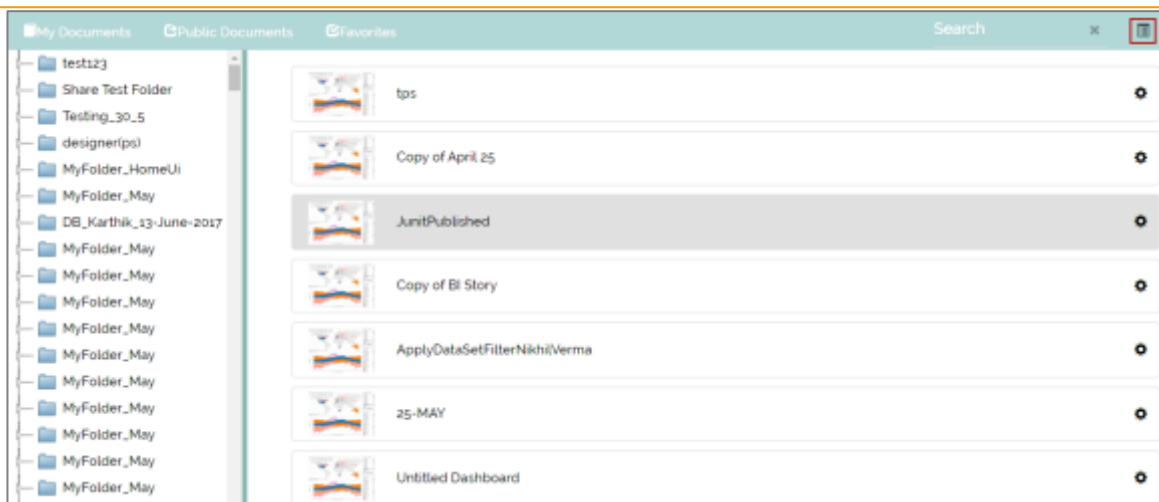 My Documents Public Documents Favorites Search
test123
Share Test Folder
Testing_30_5
designer(ps)
MyFolder_HomeUi
MyFolder_May
DB_Karthik_13-June-2017
MyFolder_May
MyFolder_May
MyFolder_May
MyFolder_May
MyFolder_May
MyFolder_May
MyFolder_May
MyFolder_May
MyFolder_May
MyFolder_May
tps
Copy of April 25
JunitPublished
Copy of BI Story
ApplyDataSetFilterNikhilVerma
25-MAY
Untitled Dashboard